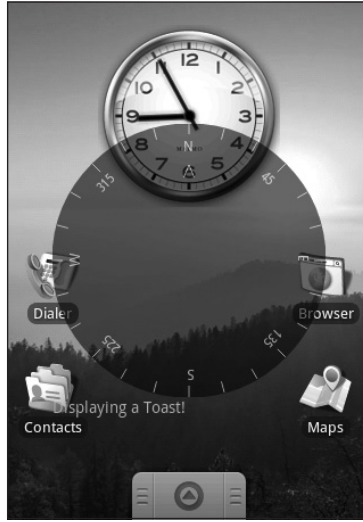 12
11 1
10 2
9 3
8 N 4
7 5
315 45
W
Dialer Browser
225 135
S
Displaying a Toast!
Contacts Maps